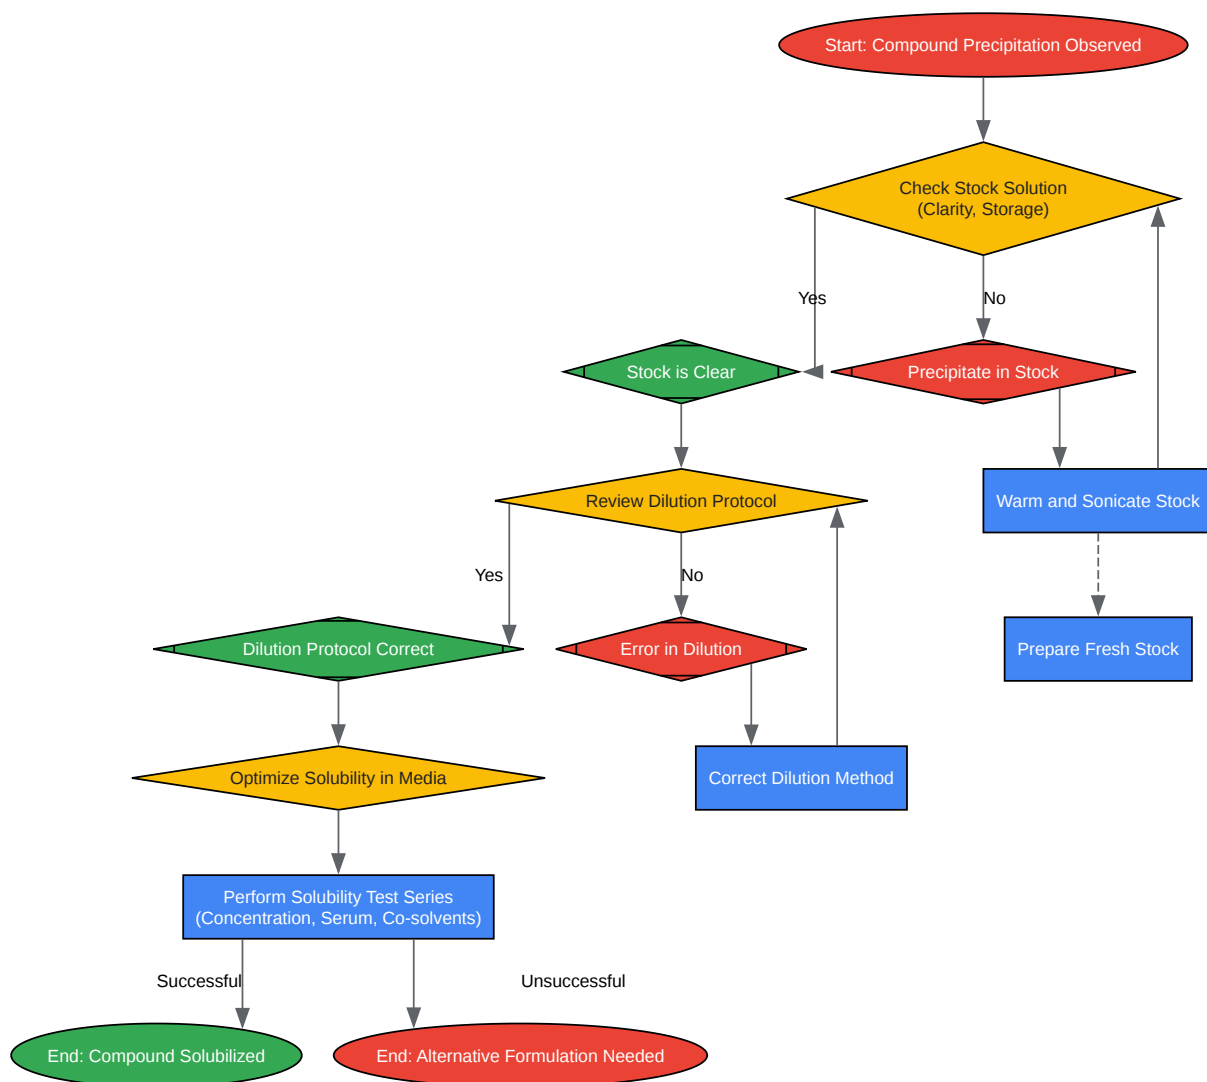 Start: Compound Precipitation Observed
Check Stock Solution
(Clarity, Storage)
Yes
No
Stock is Clear
Precipitate in Stock
Review Dilution Protocol
Warm and Sonicate Stock
Yes
No
Dilution Protocol Correct
Error in Dilution
Prepare Fresh Stock
Optimize Solubility in Media
Correct Dilution Method
Perform Solubility Test Series
(Concentration, Serum, Co-solvents)
Successful
Unsuccessful
End: Compound Solubilized
End: Alternative Formulation Needed